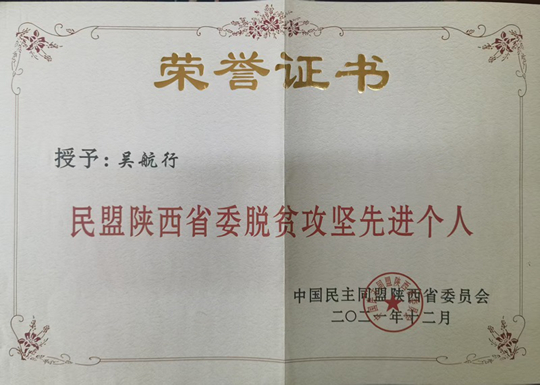 荣誉证书
授予：吴航行
民盟陕西省委脱贫攻坚先进个人
中国民主同盟陕西省委员会
二〇二一年十二月